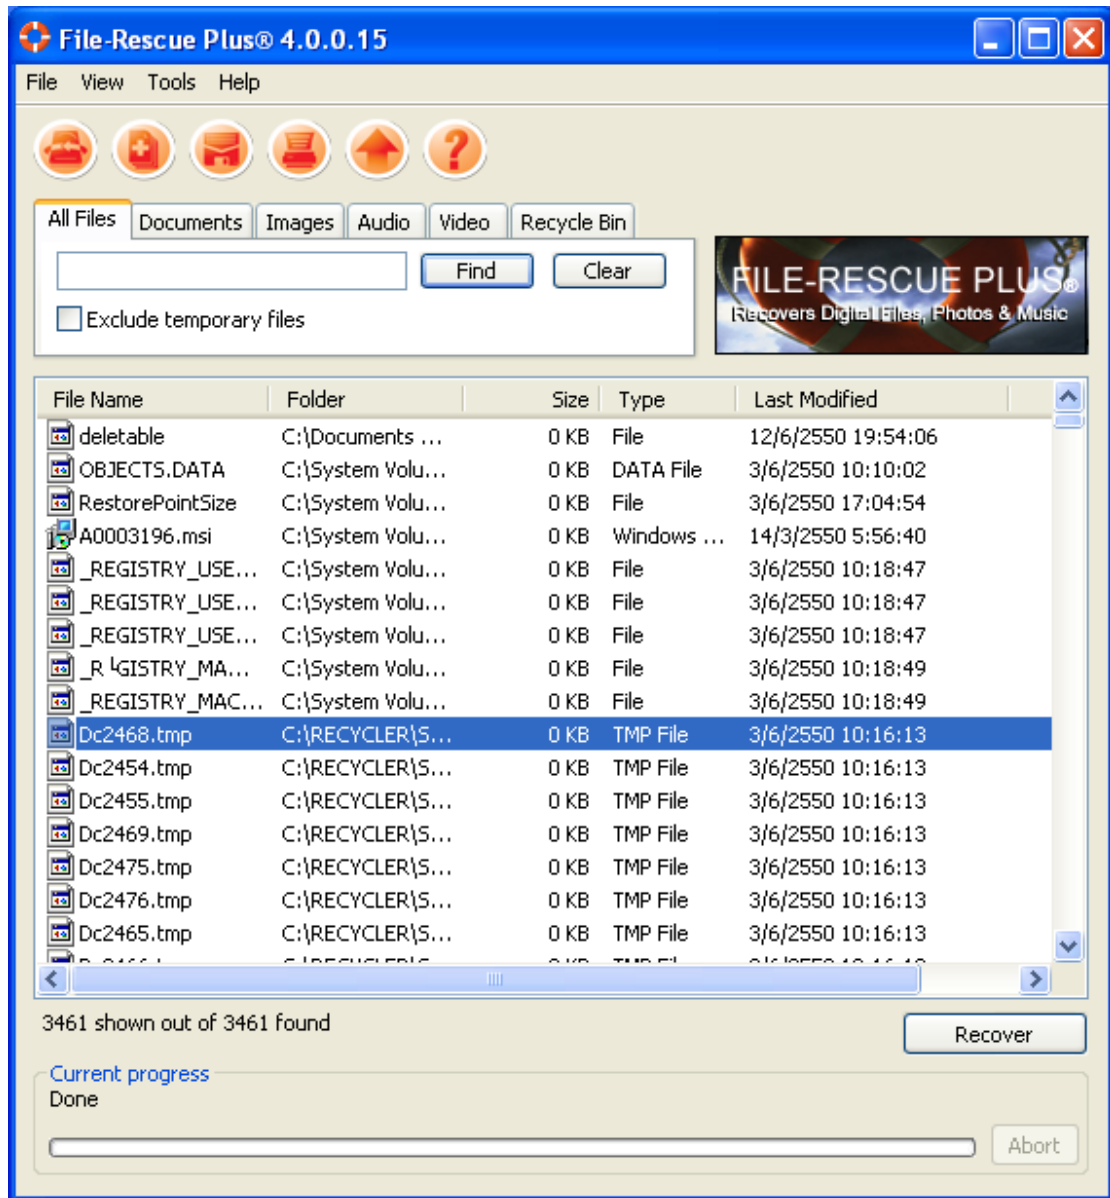 File-Rescue Plus® 4.0.0.15
File View Tools Help
All Files Documents Images Audio Video Recycle Bin
Find Clear
Exclude temporary files
FILE-RESCUE PLUS®
Recovers Digital Files, Photos & Music
File Name Folder Size Type Last Modified
deletable C:\Documents ... 0 KB File 12/6/2550 19:54:06
OBJECTS.DATA C:\System Volu... 0 KB DATA File 3/6/2550 10:10:02
RestorePointSize C:\System Volu... 0 KB File 3/6/2550 17:04:54
A0003196.msi C:\System Volu... 0 KB Windows ... 14/3/2550 5:56:40
_REGISTRY_USE... C:\System Volu... 0 KB File 3/6/2550 10:18:47
_REGISTRY_USE... C:\System Volu... 0 KB File 3/6/2550 10:18:47
_REGISTRY_USE... C:\System Volu... 0 KB File 3/6/2550 10:18:47
_R└GISTRY_MA... C:\System Volu... 0 KB File 3/6/2550 10:18:49
_REGISTRY_MAC... C:\System Volu... 0 KB File 3/6/2550 10:18:49
Dc2468.tmp C:\RECYCLER\S... 0 KB TMP File 3/6/2550 10:16:13
Dc2454.tmp C:\RECYCLER\S... 0 KB TMP File 3/6/2550 10:16:13
Dc2455.tmp C:\RECYCLER\S... 0 KB TMP File 3/6/2550 10:16:13
Dc2469.tmp C:\RECYCLER\S... 0 KB TMP File 3/6/2550 10:16:13
Dc2475.tmp C:\RECYCLER\S... 0 KB TMP File 3/6/2550 10:16:13
Dc2476.tmp C:\RECYCLER\S... 0 KB TMP File 3/6/2550 10:16:13
Dc2465.tmp C:\RECYCLER\S... 0 KB TMP File 3/6/2550 10:16:13
3461 shown out of 3461 found
Recover
Current progress
Done
Abort